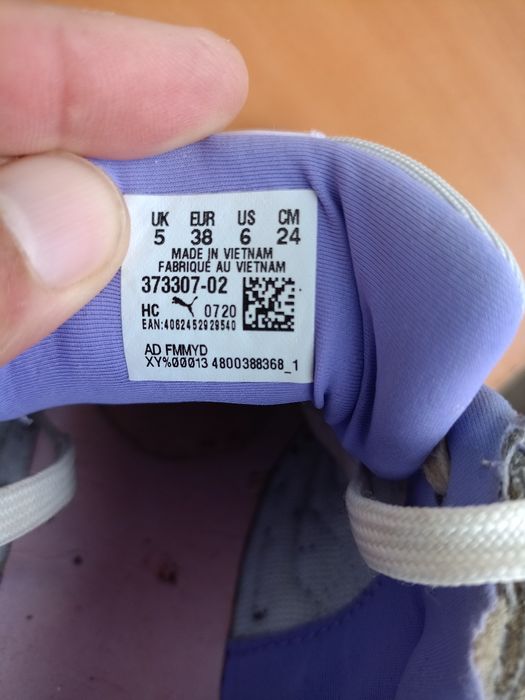 UK EUR US CM
5 38 6 24
MADE IN VIETNAM
FABRIQUÉ AU VIETNAM
373307-02
HC 0720
EAN:4062452929540
AD FMMYD
XY%00013 4800388368_1